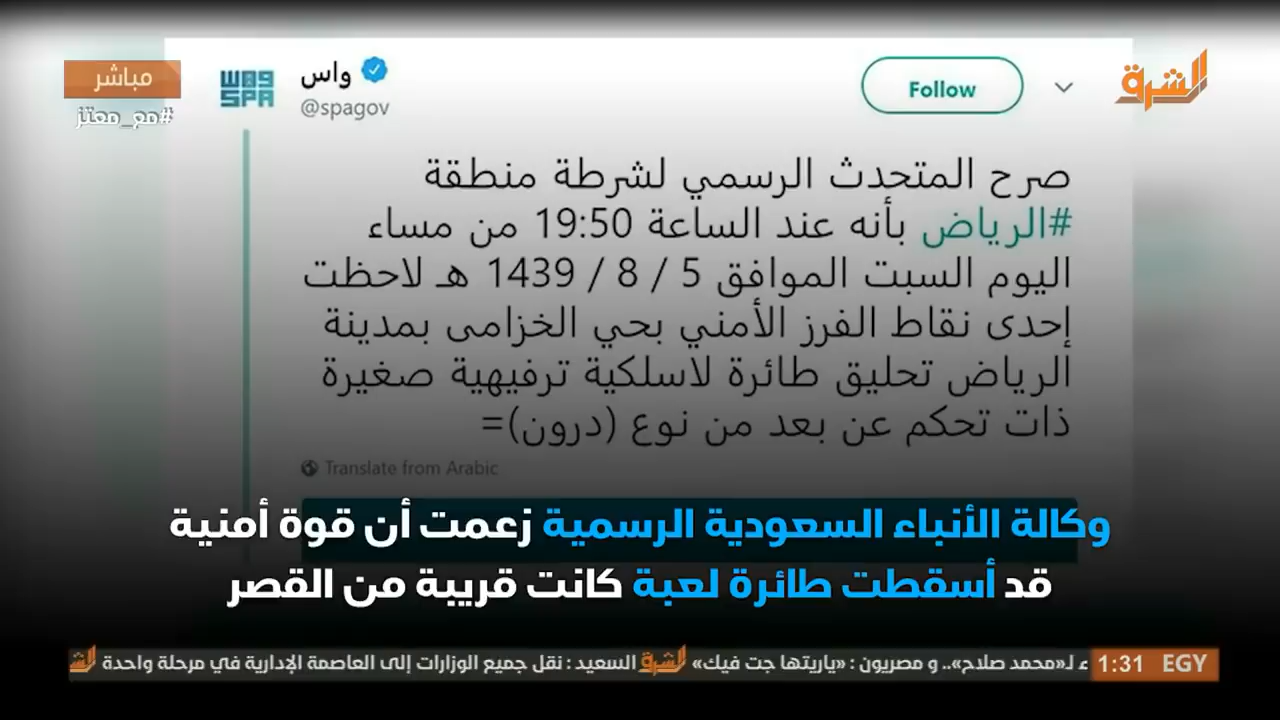 مباشر
#مع_معتز
واس
SPA
@spagov
Follow
الشرق
صرح المتحدث الرسمي لشرطة منطقة
#الرياض بأنه عند الساعة 19:50 من مساء
اليوم السبت الموافق 5 / 8 / 1439 هـ لاحظت
إحدى نقاط الفرز الأمني بحي الخزامى بمدينة
الرياض تحليق طائرة لاسلكية ترفيهية صغيرة
ذات تحكم عن بعد من نوع (درون)=
Translate from Arabic
وكالة الأنباء السعودية الرسمية زعمت أن قوة أمنية
قد أسقطت طائرة لعبة كانت قريبة من القصر
EGY 1:31
ء لـ«محمد صلاح».. و مصريون : «ياريتها جت فيك» الشرق السعيد : نقل جميع الوزارات إلى العاصمة الإدارية في مرحلة واحدة